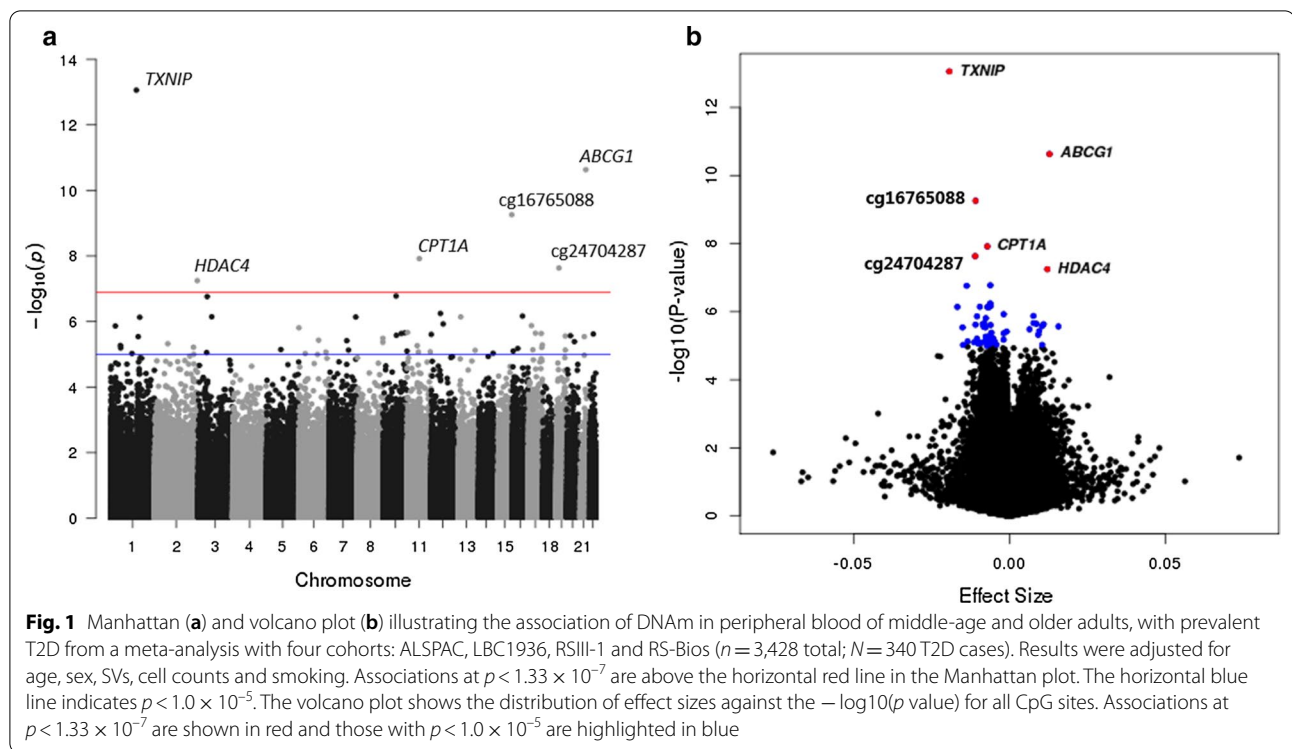 a
14
12
10
8
6
4
2
0
−log₁₀(p)
TXNIP
HDAC4
CPT1A
cg16765088
ABCG1
cg24704287
1 2 3 4 5 6 7 8 11 13 15 18 21
Chromosome
b
12
10
8
6
4
2
0
-log10(P-value)
TXNIP
ABCG1
cg16765088
CPT1A
cg24704287
HDAC4
-0.05 0.00 0.05
Effect Size
Fig. 1 Manhattan (a) and volcano plot (b) illustrating the association of DNAm in peripheral blood of middle-age and older adults, with prevalent
T2D from a meta-analysis with four cohorts: ALSPAC, LBC1936, RSIII-1 and RS-Bios (n = 3,428 total; N = 340 T2D cases). Results were adjusted for
age, sex, SVs, cell counts and smoking. Associations at p < 1.33 × 10⁻⁷ are above the horizontal red line in the Manhattan plot. The horizontal blue
line indicates p < 1.0 × 10⁻⁵. The volcano plot shows the distribution of effect sizes against the − log10(p value) for all CpG sites. Associations at
p < 1.33 × 10⁻⁷ are shown in red and those with p < 1.0 × 10⁻⁵ are highlighted in blue